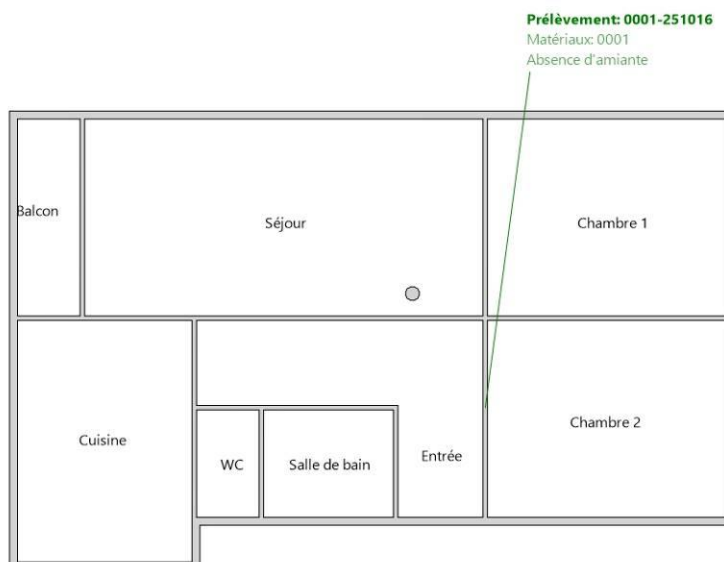 Prélèvement: 0001-251016
Matériaux: 0001
Absence d'amiante
Balcon
Séjour
Chambre 1
Cuisine
WC
Salle de bain
Entrée
Chambre 2